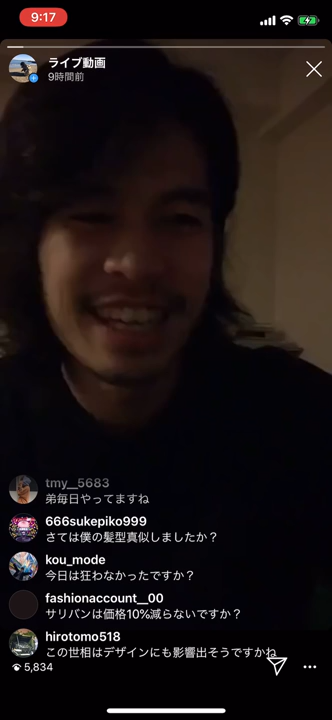 9:17
ライブ動画
9時間前
tmy__5683
弟毎日やってますね
666sukepiko999
さては僕の髪型真似しましたか？
kou_mode
今日は狂わなかったですか？
fashionaccount__00
サリバンは価格10%減らないですか？
hirotomo518
この世相はデザインにも影響出そうですかね
5,834